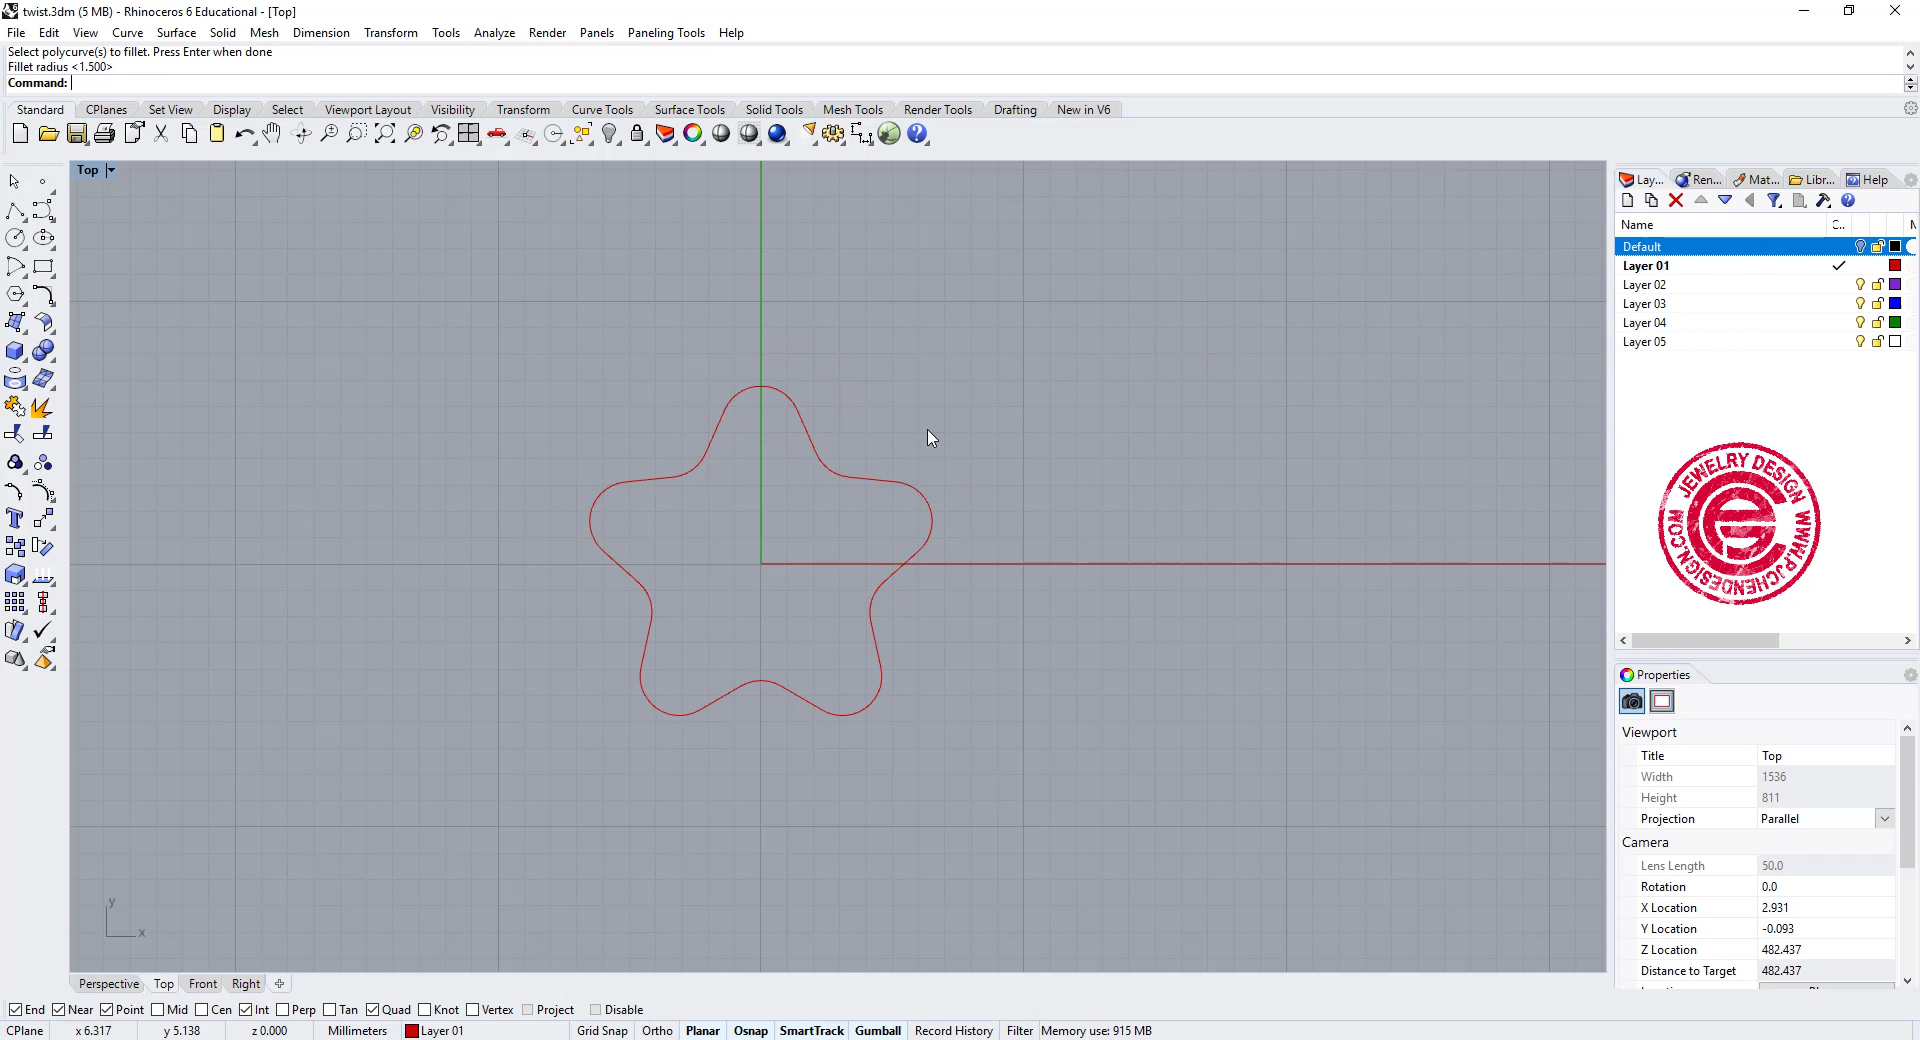 twist.3dm (5 MB) - Rhinoceros 6 Educational - [Top]
File Edit View Curve Surface Solid Mesh Dimension Transform Tools Analyze Render Panels Paneling Tools Help
Select polycurve(s) to fillet. Press Enter when done
Fillet radius <1.500>
Command:
Standard CPlanes Set View Display Select Viewport Layout Visibility Transform Curve Tools Surface Tools Solid Tools Mesh Tools Render Tools Drafting New in V6
Top
Lay... Ren... Mat... Libr... Help
Name C..
Default
Layer 01
Layer 02
Layer 03
Layer 04
Layer 05
JEWELRY DESIGN
WWW.PJCHENDESIGN.COM
Properties
Viewport
Title Top
Width 1536
Height 811
Projection Parallel
Camera
Lens Length 50.0
Rotation 0.0
X Location 2.931
Y Location -0.093
Z Location 482.437
Distance to Target 482.437
y
x
Perspective Top Front Right
End Near Point Mid Cen Int Perp Tan Quad Knot Vertex Project Disable
CPlane x 6.317 y 5.138 z 0.000 Millimeters Layer 01 Grid Snap Ortho Planar Osnap SmartTrack Gumball Record History Filter Memory use: 915 MB